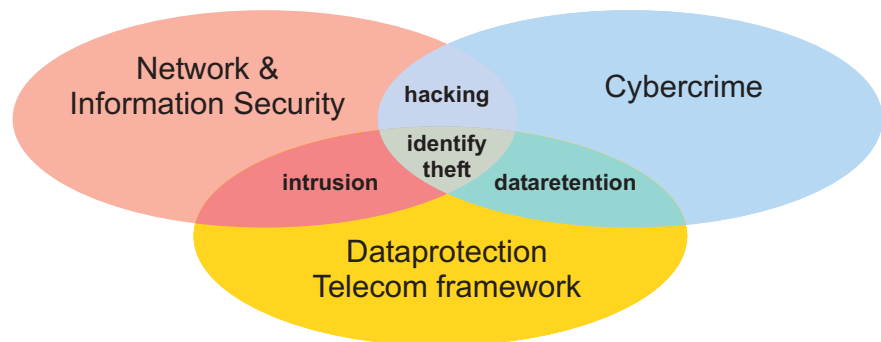 Network &
Information Security
Cybercrime
hacking
identify
theft
intrusion
dataretention
Dataprotection
Telecom framework